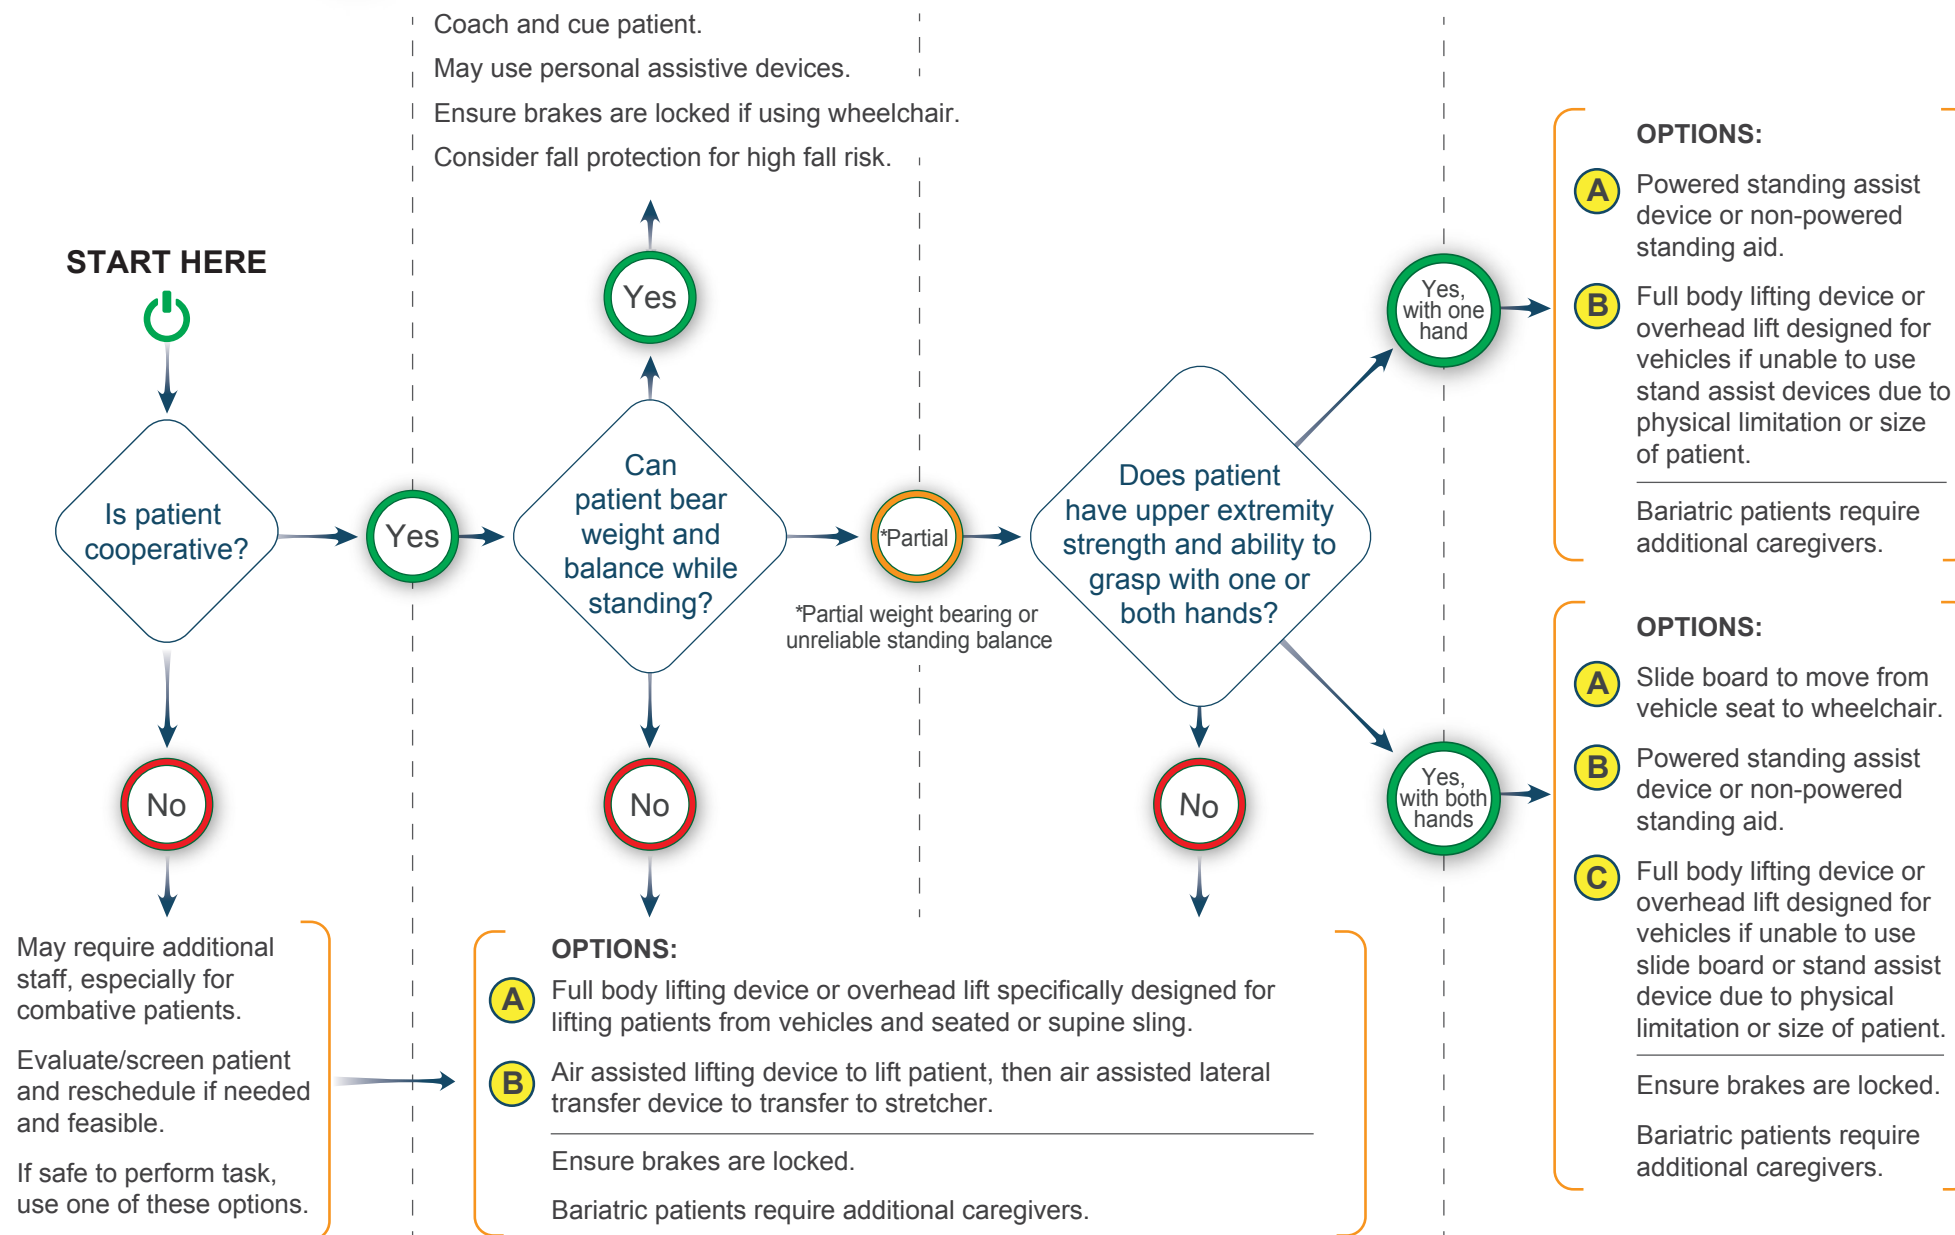 Coach and cue patient.
May use personal assistive devices.
Ensure brakes are locked if using wheelchair.
Consider fall protection for high fall risk.
START HERE
Is patient
cooperative?
Yes
No
Can
patient bear
weight and
balance while
standing?
Yes
*Partial
*Partial weight bearing or
unreliable standing balance
No
Does patient
have upper extremity
strength and ability to
grasp with one or
both hands?
Yes,
with one
hand
Yes,
with both
hands
No
OPTIONS:
A Powered standing assist
device or non-powered
standing aid.
B Full body lifting device or
overhead lift designed for
vehicles if unable to use
stand assist devices due to
physical limitation or size
of patient.
Bariatric patients require
additional caregivers.
OPTIONS:
A Slide board to move from
vehicle seat to wheelchair.
B Powered standing assist
device or non-powered
standing aid.
C Full body lifting device or
overhead lift designed for
vehicles if unable to use
slide board or stand assist
device due to physical
limitation or size of patient.
Ensure brakes are locked.
Bariatric patients require
additional caregivers.
May require additional
staff, especially for
combative patients.
Evaluate/screen patient
and reschedule if needed
and feasible.
If safe to perform task,
use one of these options.
OPTIONS:
A Full body lifting device or overhead lift specifically designed for
lifting patients from vehicles and seated or supine sling.
B Air assisted lifting device to lift patient, then air assisted lateral
transfer device to transfer to stretcher.
Ensure brakes are locked.
Bariatric patients require additional caregivers.